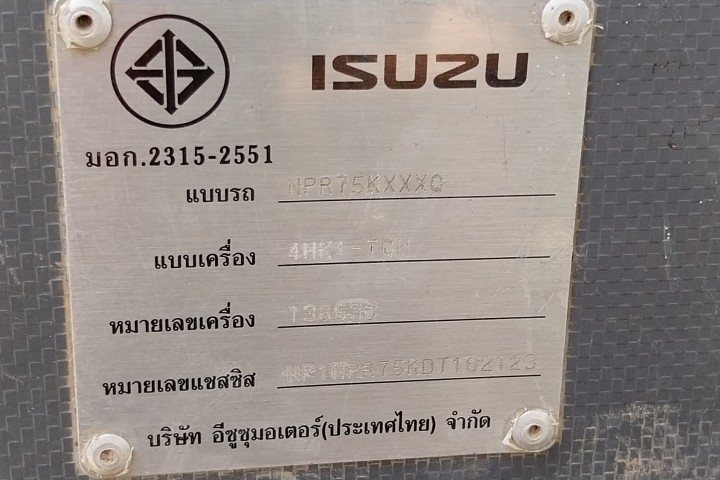 ISUZU
มอก.2315-2551
แบบรถ NPR75KXXXQ
แบบเครื่อง 4HK1-TCN
หมายเลขเครื่อง
หมายเลขแชสซิส
บริษัท อีซูซุมอเตอร์(ประเทศไทย) จำกัด